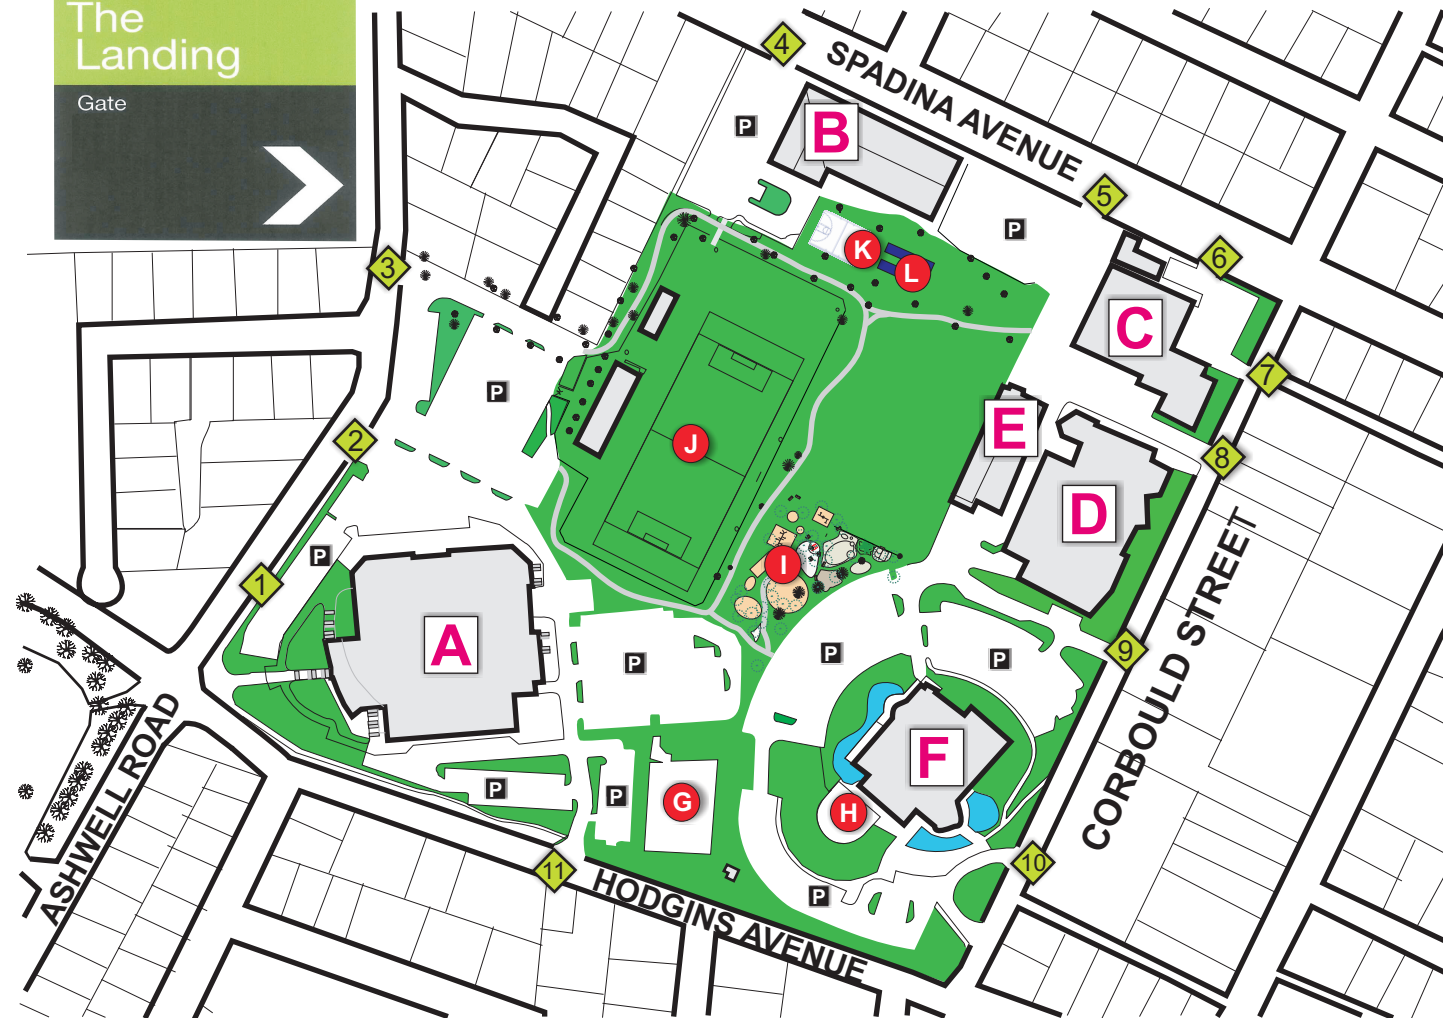 The
Landing
Gate
4
SPADINA AVENUE
P
B
5
P
6
3
K
L
C
7
P
E
2
J
8
D
P
I
1
A
P
P
P
9
F
CORBOULD STREET
ASHWELL ROAD
P
P
G
H
10
11
P
HODGINS AVENUE